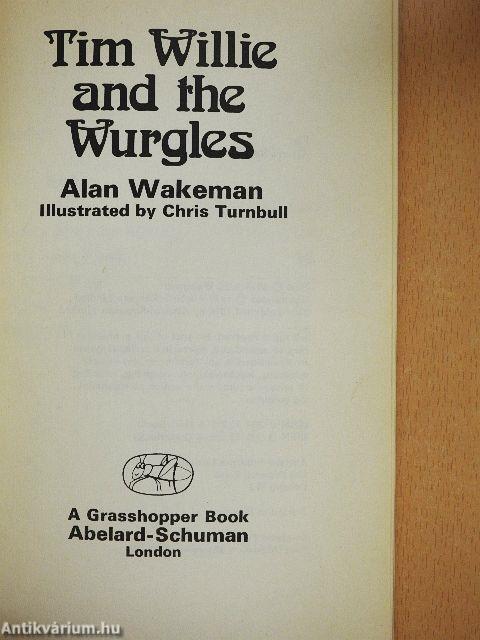 Tim Willie
and the
Wurgles
Alan Wakeman
Illustrated by Chris Turnbull
A Grasshopper Book
Abelard-Schuman
London
Antikvárium.hu